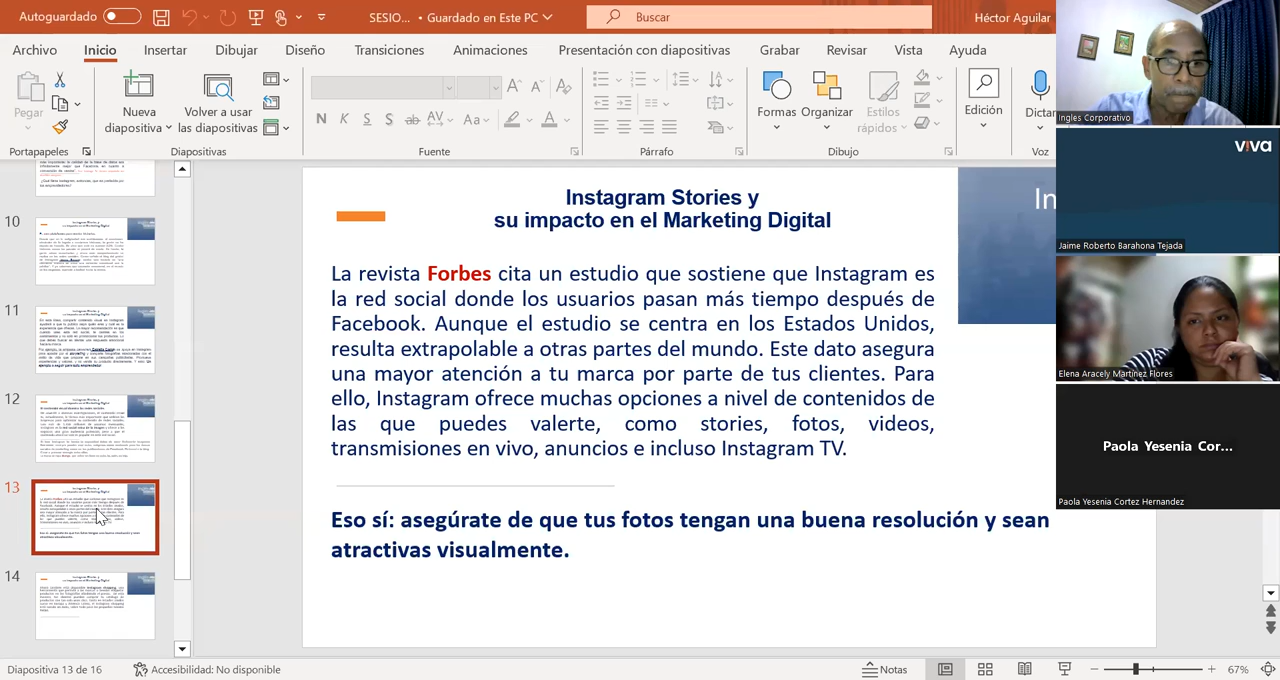 Autoguardado
SESIO... • Guardado en Este PC
Buscar
Héctor Aguilar
Archivo Inicio Insertar Dibujar Diseño Transiciones Animaciones Presentación con diapositivas Grabar Revisar Vista Ayuda
Pegar
Nueva diapositiva
Volver a usar las diapositivas
N K S S ab AV Aa A
Formas
Organizar
Estilos rápidos
Edición
Dictar
Portapapeles
Diapositivas
Fuente
Párrafo
Dibujo
Voz
10
11
12
13
14
Instagram Stories y
su impacto en el Marketing Digital
In
La revista Forbes cita un estudio que sostiene que Instagram es
la red social donde los usuarios pasan más tiempo después de
Facebook. Aunque el estudio se centra en los Estados Unidos,
resulta extrapolable a otras partes del mundo. Este dato asegura
una mayor atención a tu marca por parte de tus clientes. Para
ello, Instagram ofrece muchas opciones a nivel de contenidos de
las que puedes valerte, como stories, fotos, videos,
transmisiones en vivo, anuncios e incluso Instagram TV.
Eso sí: asegúrate de que tus fotos tengan una buena resolución y sean
atractivas visualmente.
Ingles Corporativo
viva
Jaime Roberto Barahona Tejada
Elena Aracely Martínez Flores
Paola Yesenia Cor...
Paola Yesenia Cortez Hernandez
Diapositiva 13 de 16
Accesibilidad: No disponible
Notas
67%